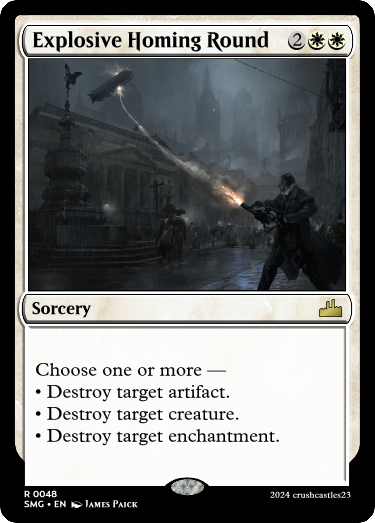 Explosive Homing Round 2
Sorcery
Choose one or more —
• Destroy target artifact.
• Destroy target creature.
• Destroy target enchantment.
R 0048
SMG • EN James Paick
2024 crushcastles23